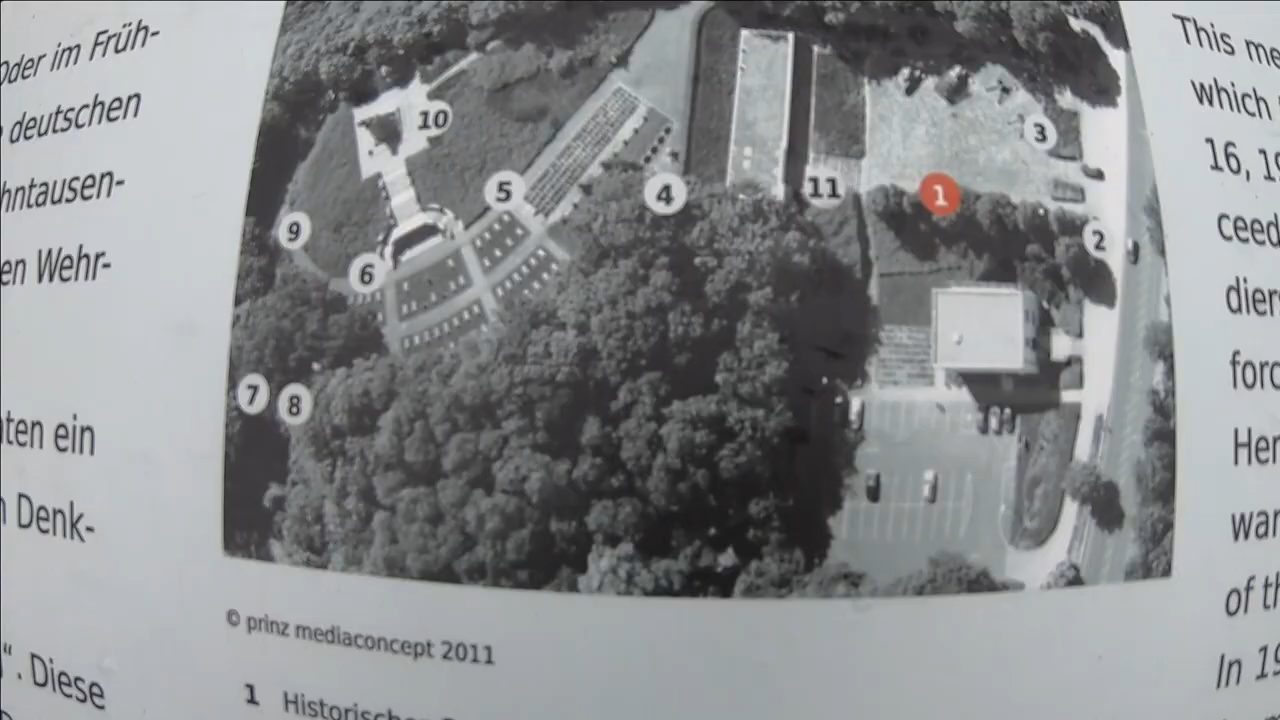 oder im Früh-
deutschen
hntausen-
en Wehr-
ten ein
Denk-
“. Diese
10
3
5
4
11
1
9
6
2
7
8
© prinz mediaconcept 2011
1
This me
which
16, 19
ceed
dier
forc
Her
war
of th
In 19